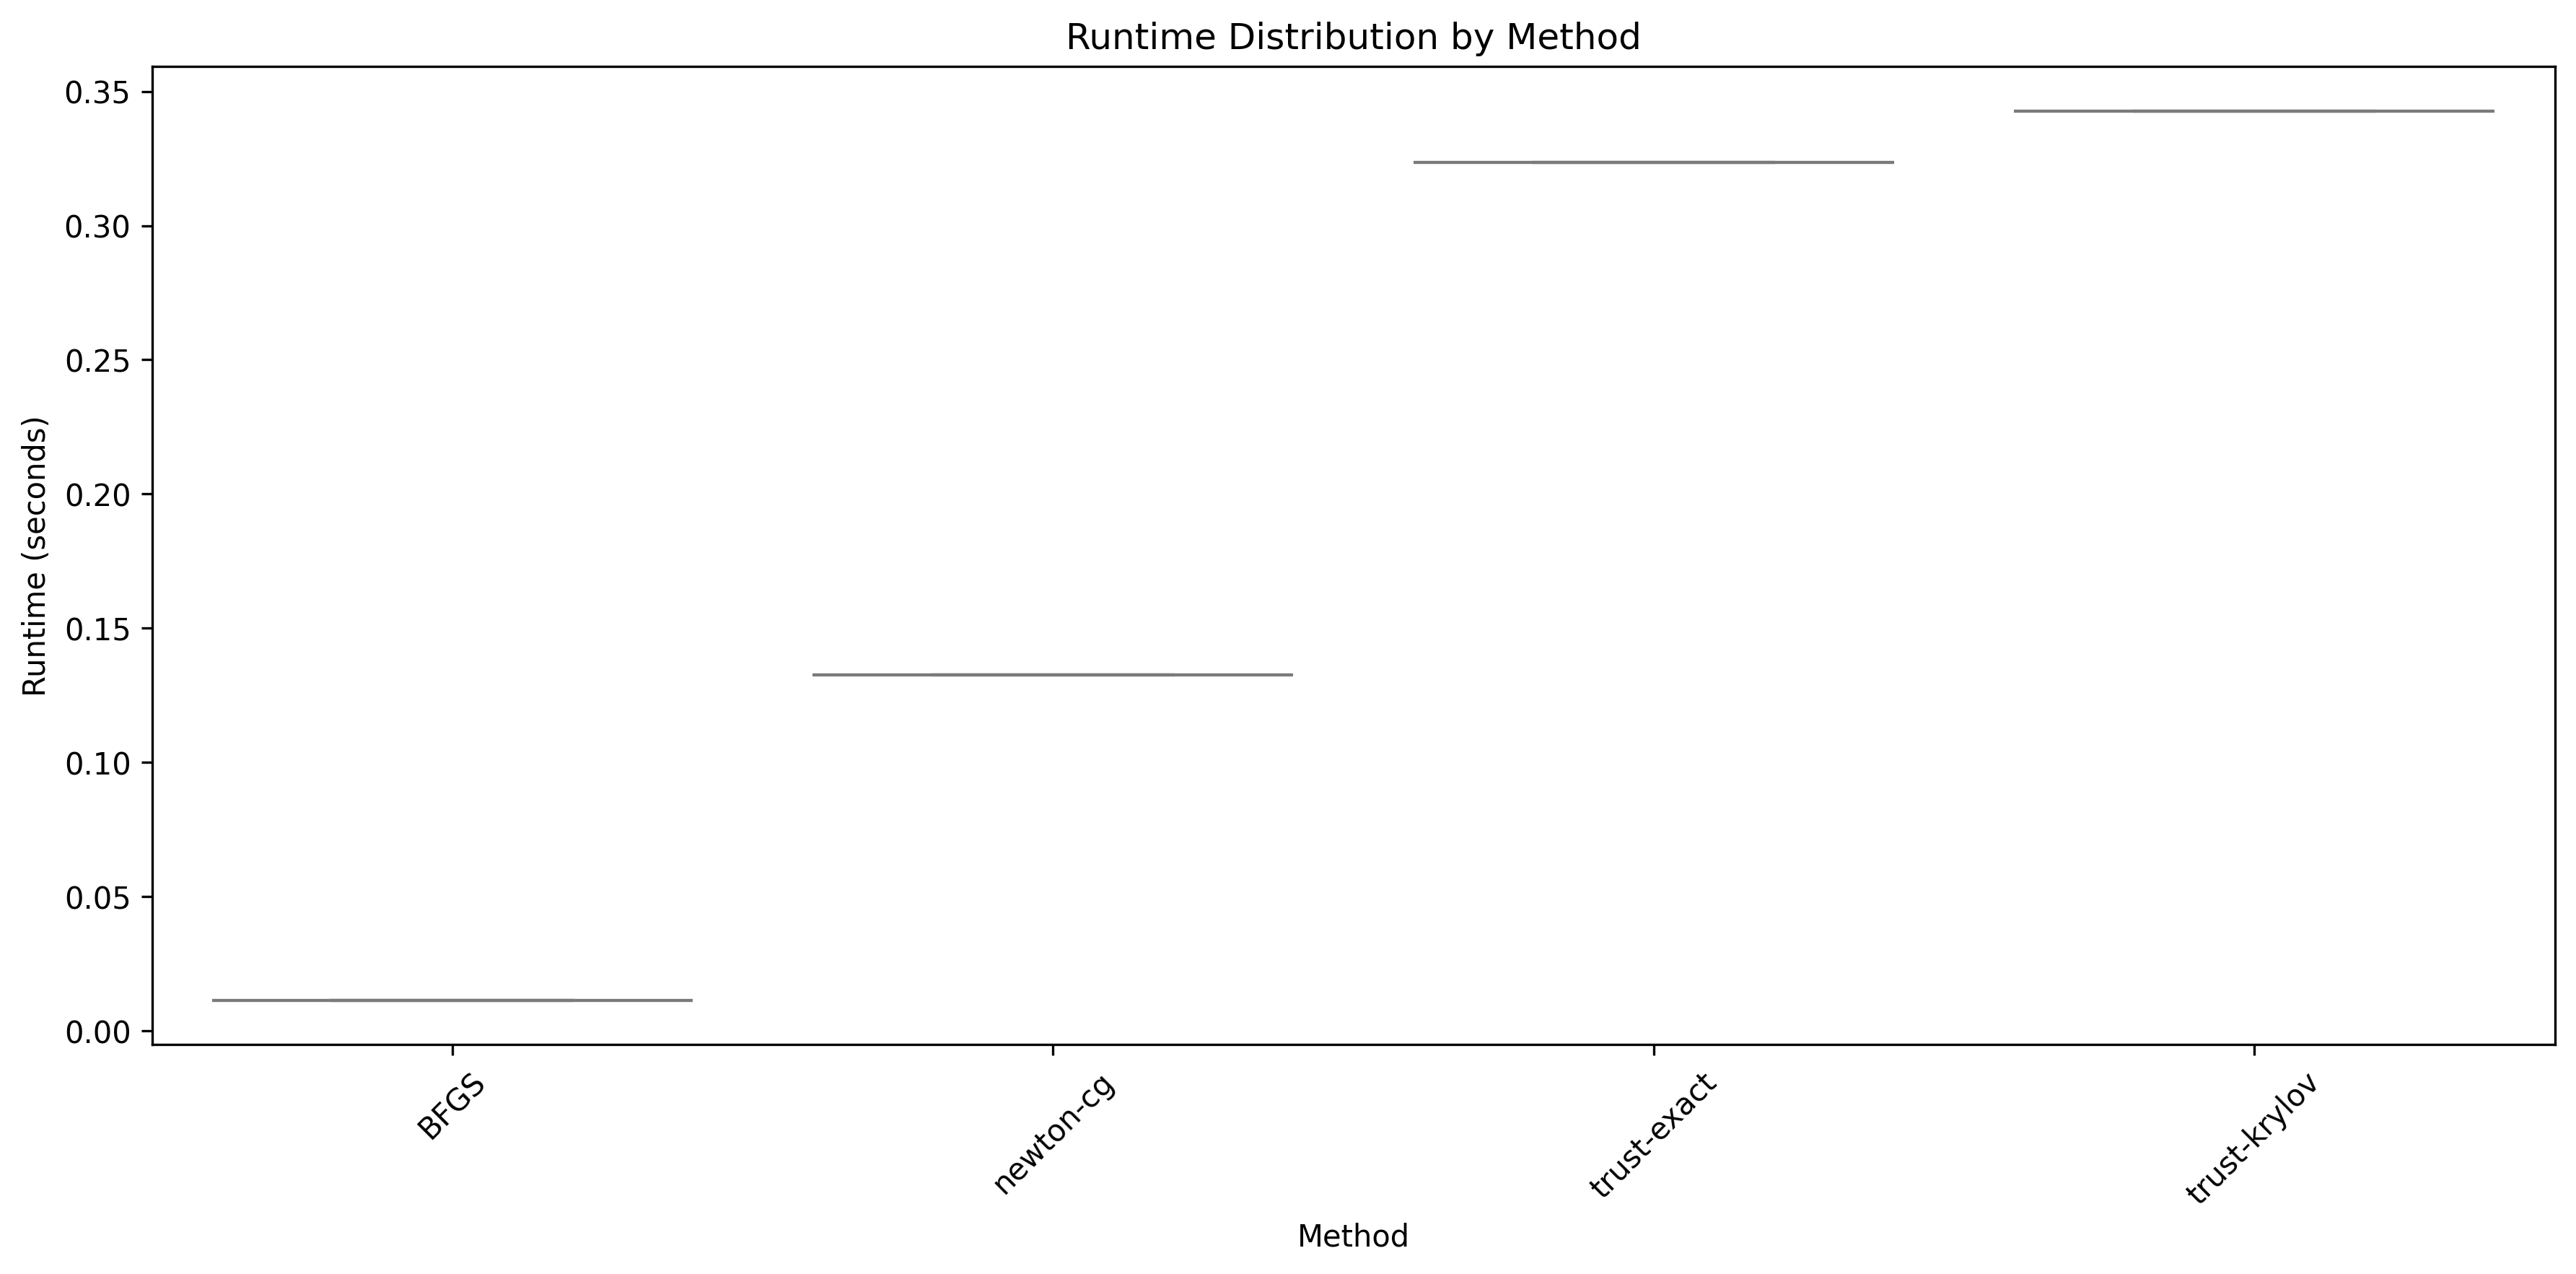 Runtime Distribution by Method
Runtime (seconds)
0.35
0.30
0.25
0.20
0.15
0.10
0.05
0.00
BFGS
newton-cg
trust-exact
trust-krylov
Method